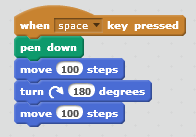 when space key pressed
pen down
move 100 steps
turn 180 degrees
move 100 steps